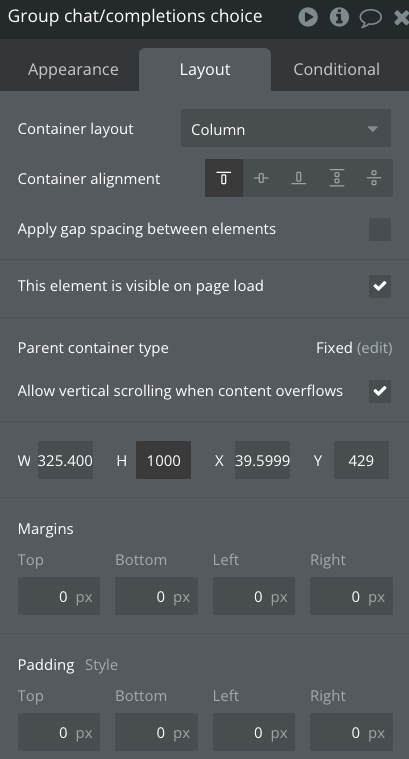 Group chat/completions choice
Appearance Layout Conditional
Container layout Column
Container alignment
Apply gap spacing between elements
This element is visible on page load
Parent container type Fixed (edit)
Allow vertical scrolling when content overflows
W 325.400 H 1000 X 39.5999 Y 429
Margins
Top Bottom Left Right
0 px 0 px 0 px 0 px
Padding Style
Top Bottom Left Right
0 px 0 px 0 px 0 px